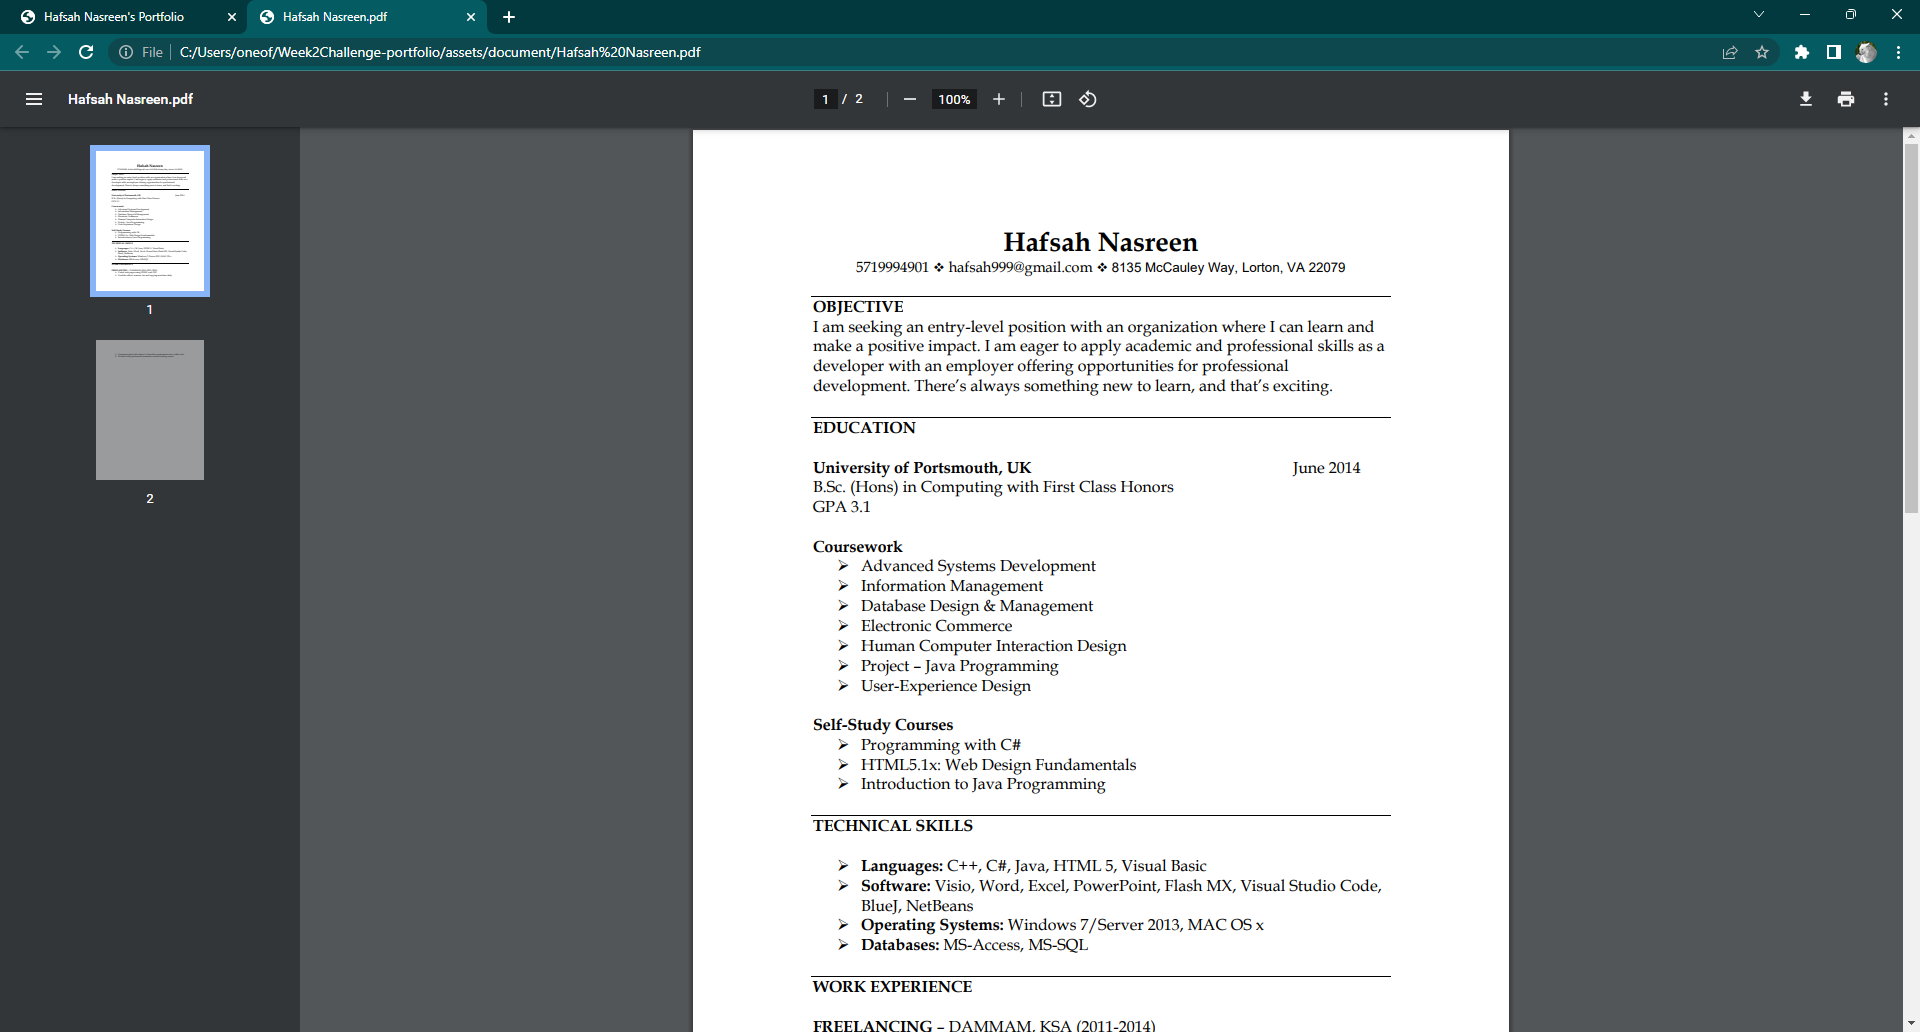 Hafsah Nasreen's Portfolio
Hafsah Nasreen.pdf
File
C:/Users/oneof/Week2Challenge-portfolio/assets/document/Hafsah%20Nasreen.pdf
Hafsah Nasreen.pdf
1 / 2
100%
1
2
Hafsah Nasreen
5719994901 ❖ hafsah999@gmail.com ❖ 8135 McCauley Way, Lorton, VA 22079
OBJECTIVE
I am seeking an entry-level position with an organization where I can learn and
make a positive impact. I am eager to apply academic and professional skills as a
developer with an employer offering opportunities for professional
development. There’s always something new to learn, and that’s exciting.
EDUCATION
University of Portsmouth, UK June 2014
B.Sc. (Hons) in Computing with First Class Honors
GPA 3.1
Coursework
➢ Advanced Systems Development
➢ Information Management
➢ Database Design & Management
➢ Electronic Commerce
➢ Human Computer Interaction Design
➢ Project – Java Programming
➢ User-Experience Design
Self-Study Courses
➢ Programming with C#
➢ HTML5.1x: Web Design Fundamentals
➢ Introduction to Java Programming
TECHNICAL SKILLS
➢ Languages: C++, C#, Java, HTML 5, Visual Basic
➢ Software: Visio, Word, Excel, PowerPoint, Flash MX, Visual Studio Code,
BlueJ, NetBeans
➢ Operating Systems: Windows 7/Server 2013, MAC OS x
➢ Databases: MS-Access, MS-SQL
WORK EXPERIENCE
FREELANCING – DAMMAM, KSA (2011-2014)